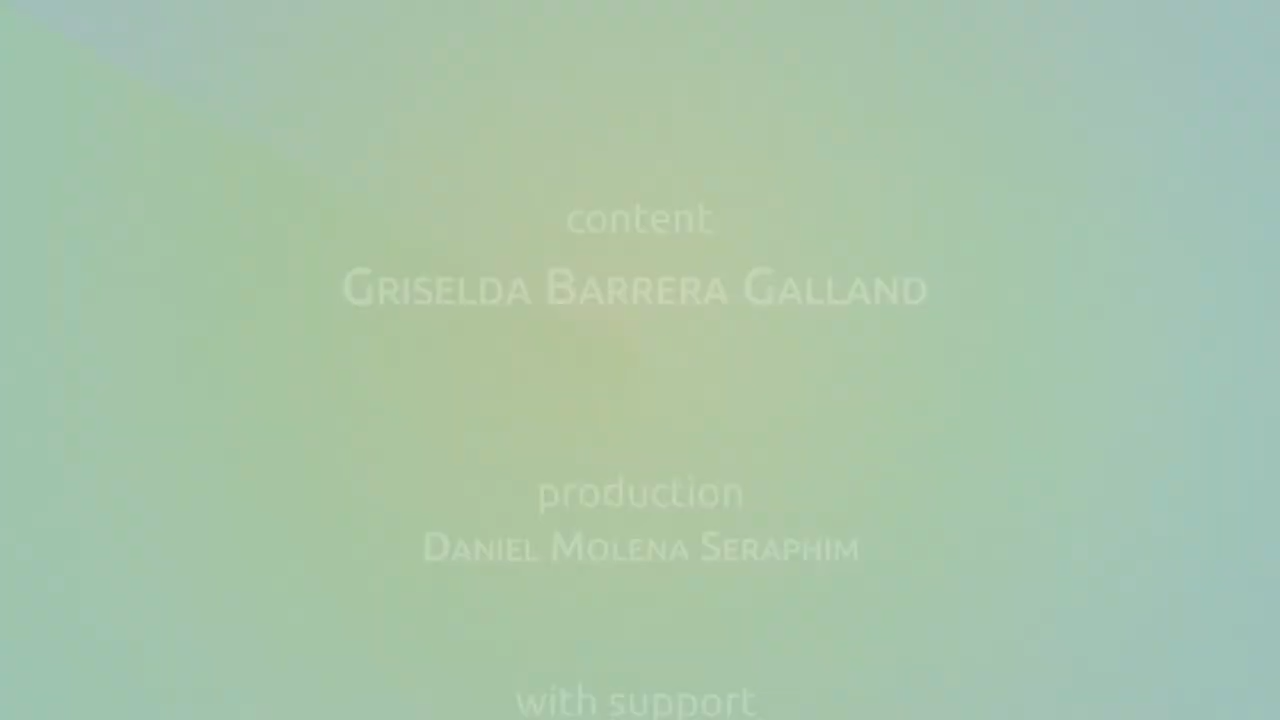 content
Griselda Barrera Galland
production
Daniel Molena Seraphim
with support